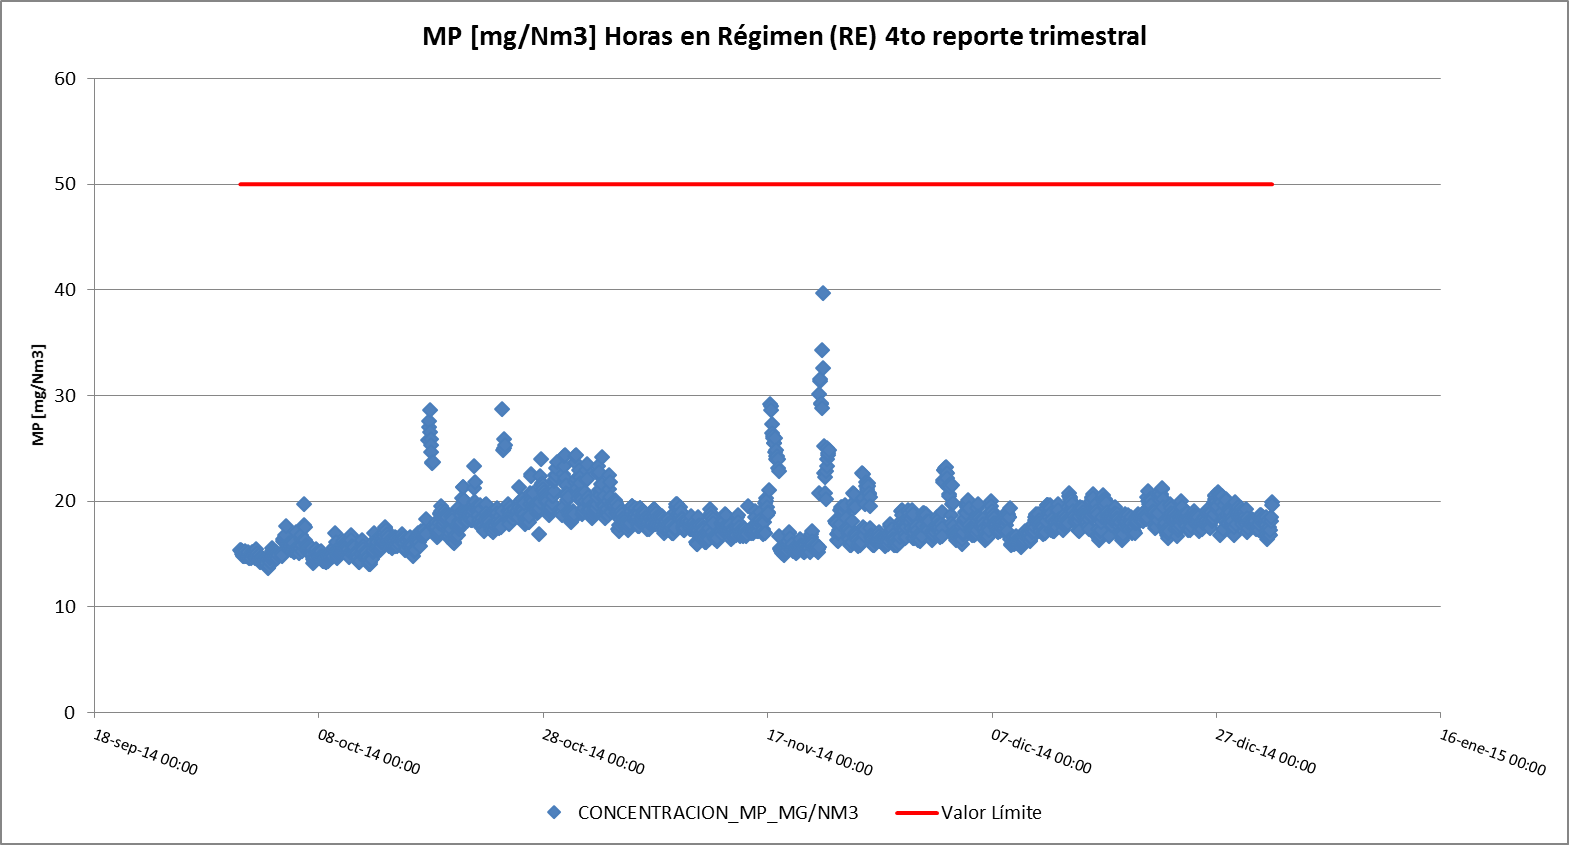 MP [mg/Nm3] Horas en Régimen (RE) 4to reporte trimestral
60
50
40
30
20
10
0
MP [mg/Nm3]
18-sep-14 00:00
08-oct-14 00:00
28-oct-14 00:00
17-nov-14 00:00
07-dic-14 00:00
27-dic-14 00:00
16-ene-15 00:00
CONCENTRACION_MP_MG/NM3
Valor Límite